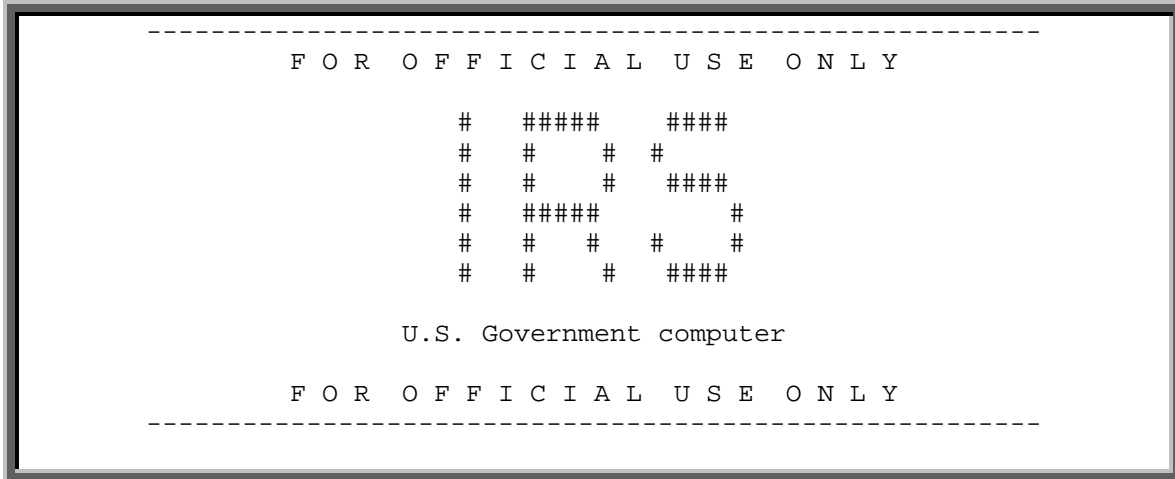 --------------------------------------------------------
F O R  O F F I C I A L  U S E  O N L Y
#   #####    ####
#   #    #  #
#   #    #   ####
#   #####        #
#   #   #   #    #
#   #    #   ####
U.S. Government computer
F O R  O F F I C I A L  U S E  O N L Y
--------------------------------------------------------